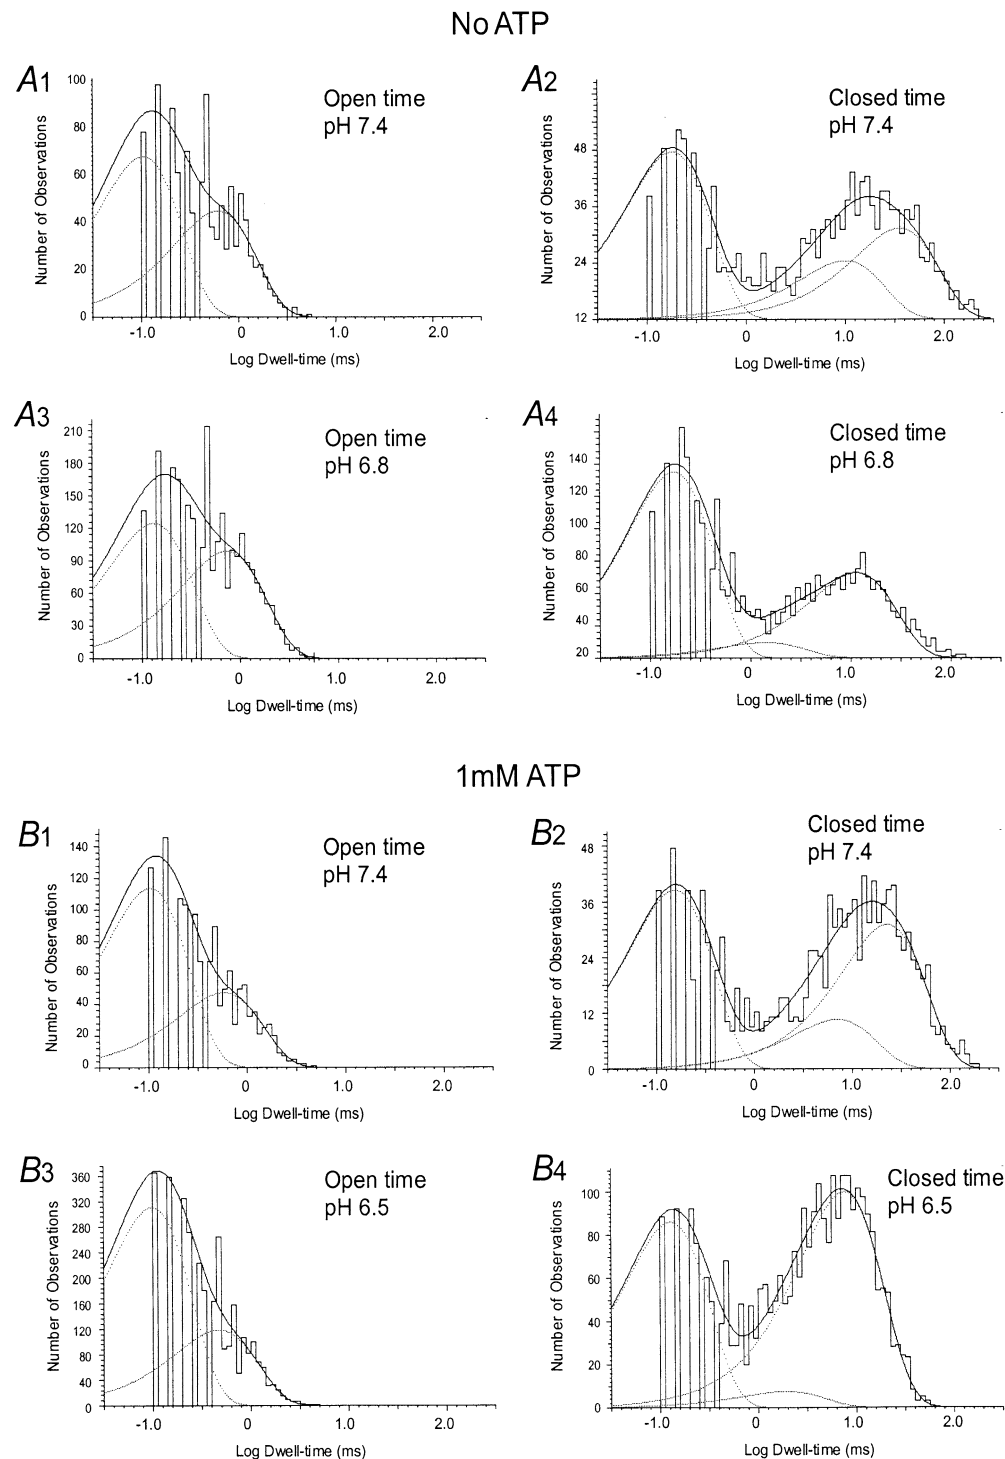 No ATP
A1
Open time
pH 7.4
Number of Observations
100
80
60
40
20
0
-1.0
0
1.0
2.0
Log Dwell-time (ms)
A2
Closed time
pH 7.4
Number of Observations
48
36
24
12
-1.0
0
1.0
2.0
Log Dwell-time (ms)
A3
Open time
pH 6.8
Number of Observations
210
180
150
120
90
60
30
0
-1.0
0
1.0
2.0
Log Dwell-time (ms)
A4
Closed time
pH 6.8
Number of Observations
140
120
100
80
60
40
20
-1.0
0
1.0
2.0
Log Dwell-time (ms)
1mM ATP
B1
Open time
pH 7.4
Number of Observations
140
120
100
80
60
40
20
0
-1.0
0
1.0
2.0
Log Dwell-time (ms)
B2
Closed time
pH 7.4
Number of Observations
48
36
24
12
0
-1.0
0
1.0
2.0
Log Dwell-time (ms)
B3
Open time
pH 6.5
Number of Observations
360
320
280
240
200
160
120
80
40
0
-1.0
0
1.0
2.0
Log Dwell-time (ms)
B4
Closed time
pH 6.5
Number of Observations
100
80
60
40
20
0
-1.0
0
1.0
2.0
Log Dwell-time (ms)